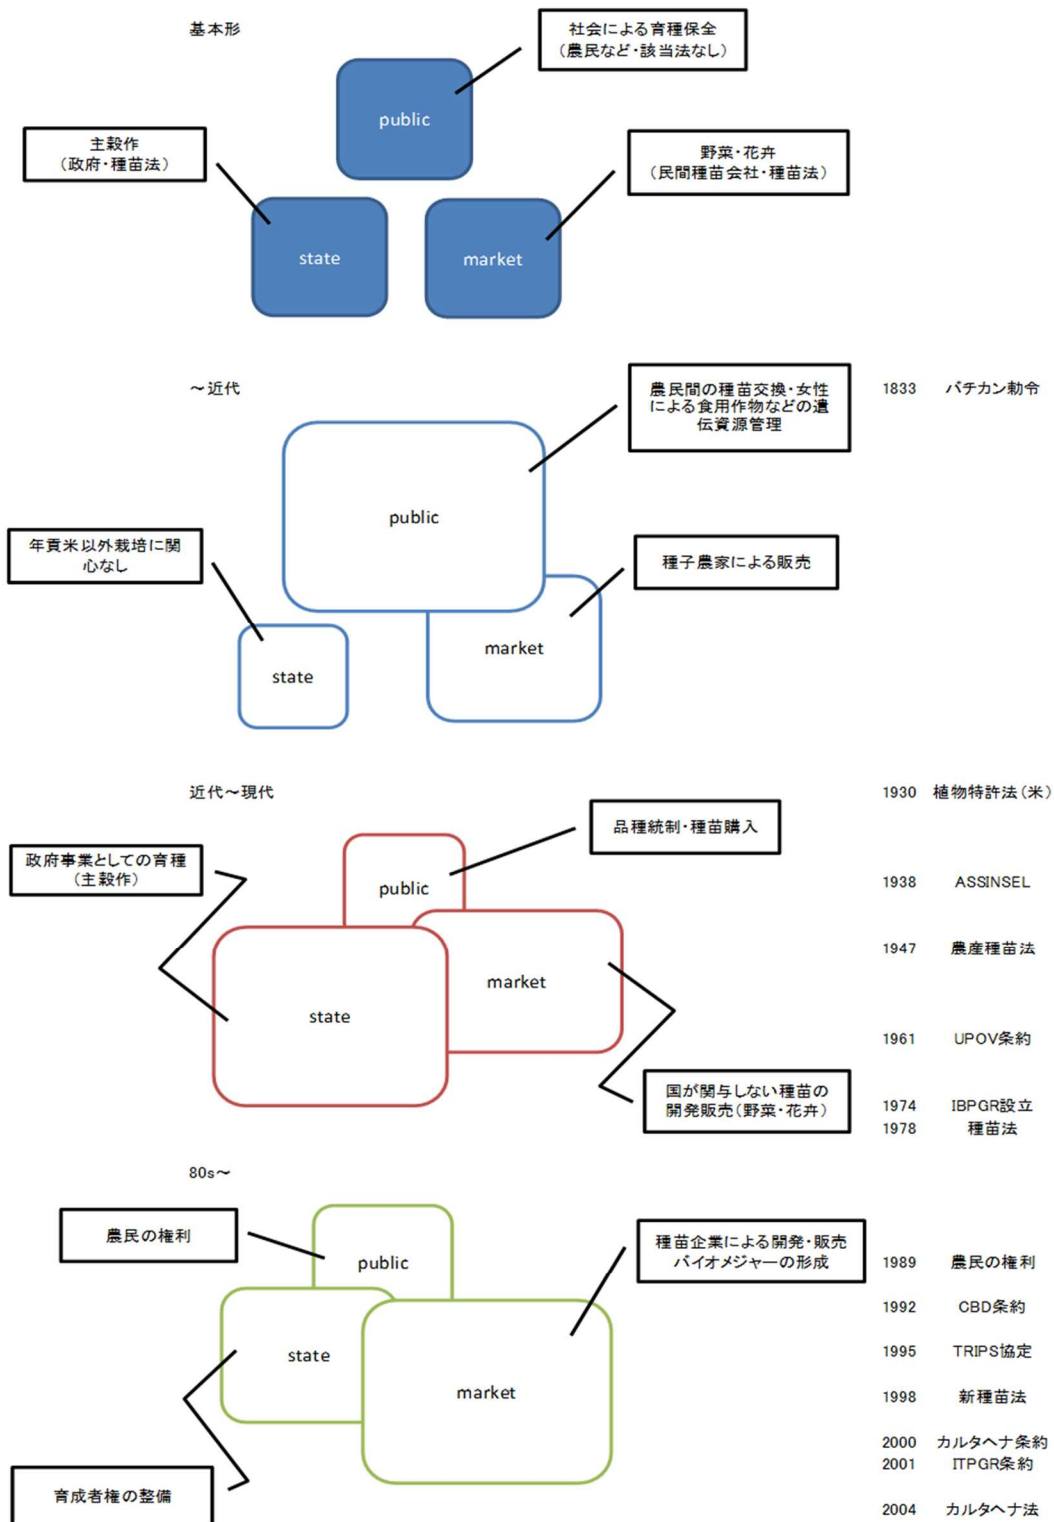 基本形
社会による育種保全
(農民など・該当法なし)
public
主穀作
(政府・種苗法)
野菜・花卉
(民間種苗会社・種苗法)
state
market
～近代
農民間の種苗交換・女性
による食用作物などの遺
伝資源管理
1833 バチカン勅令
public
年貢米以外栽培に関
心なし
種子農家による販売
market
state
近代～現代
1930 植物特許法(米)
品種統制・種苗購入
政府事業としての育種
(主穀作)
public
1938 ASSINSEL
1947 農産種苗法
market
state
1961 UPOV条約
国が関与しない種苗の
開発販売(野菜・花卉)
1974 IBPGR設立
1978 種苗法
80s～
農民の権利
種苗企業による開発・販売
バイオメジャーの形成
public
1989 農民の権利
1992 CBD条約
state
1995 TRIPS協定
market
1998 新種苗法
2000 カルタヘナ条約
2001 ITPGR条約
育成者権の整備
2004 カルタヘナ法